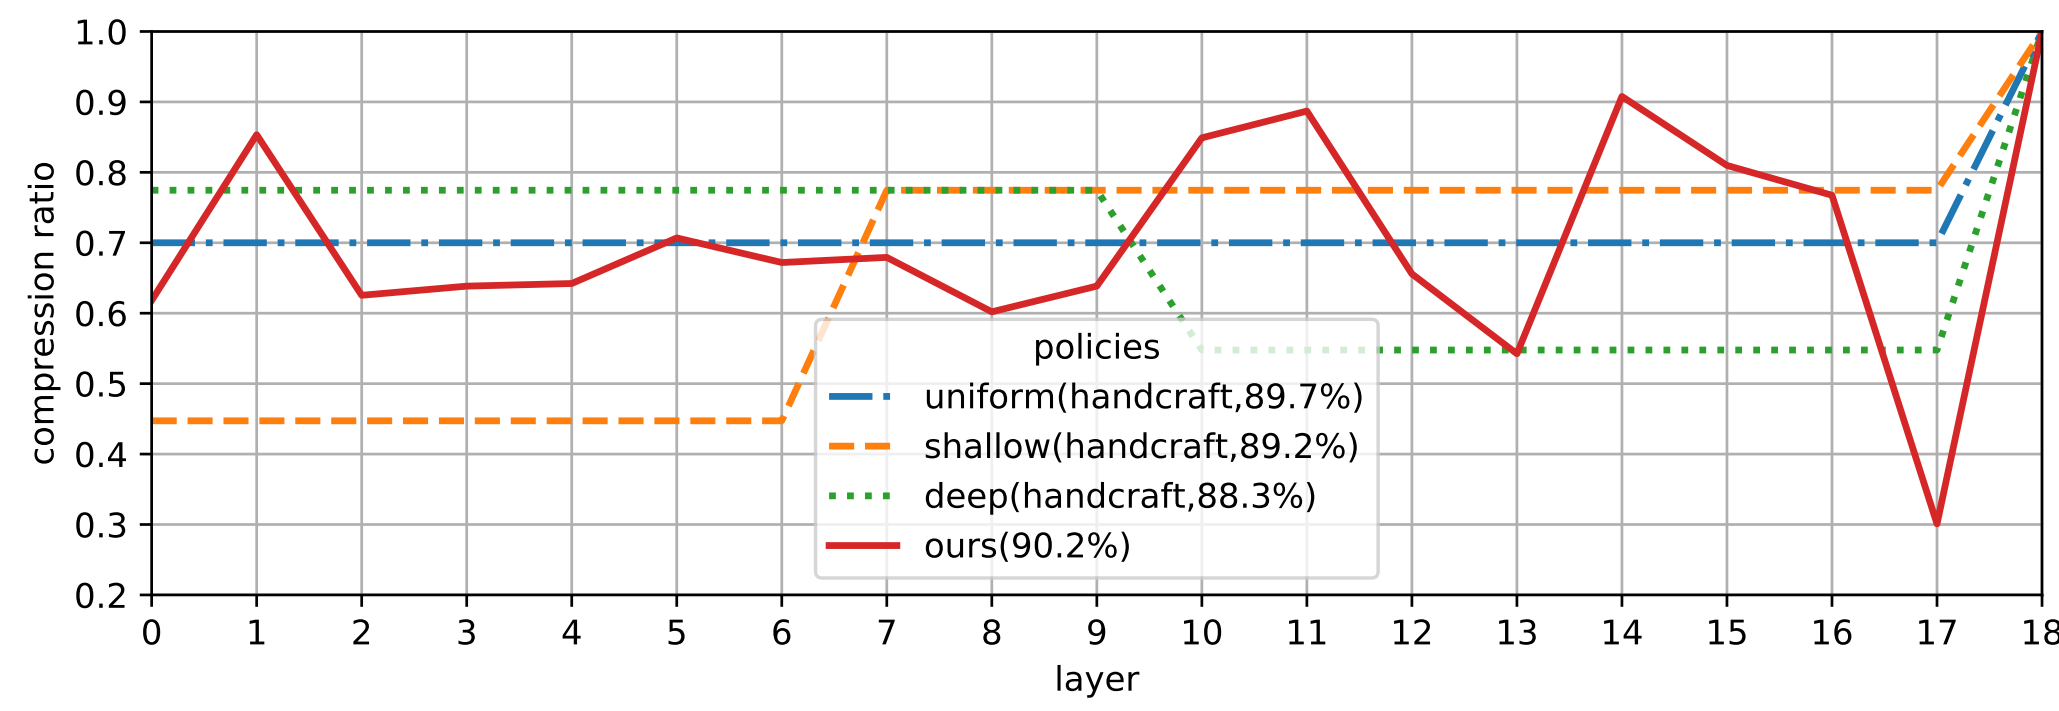 1.0
0.9
0.8
0.7
0.6
0.5
0.4
0.3
0.2
compression ratio
policies
uniform(handcraft,89.7%)
shallow(handcraft,89.2%)
deep(handcraft,88.3%)
ours(90.2%)
0 1 2 3 4 5 6 7 8 9 10 11 12 13 14 15 16 17 18
layer